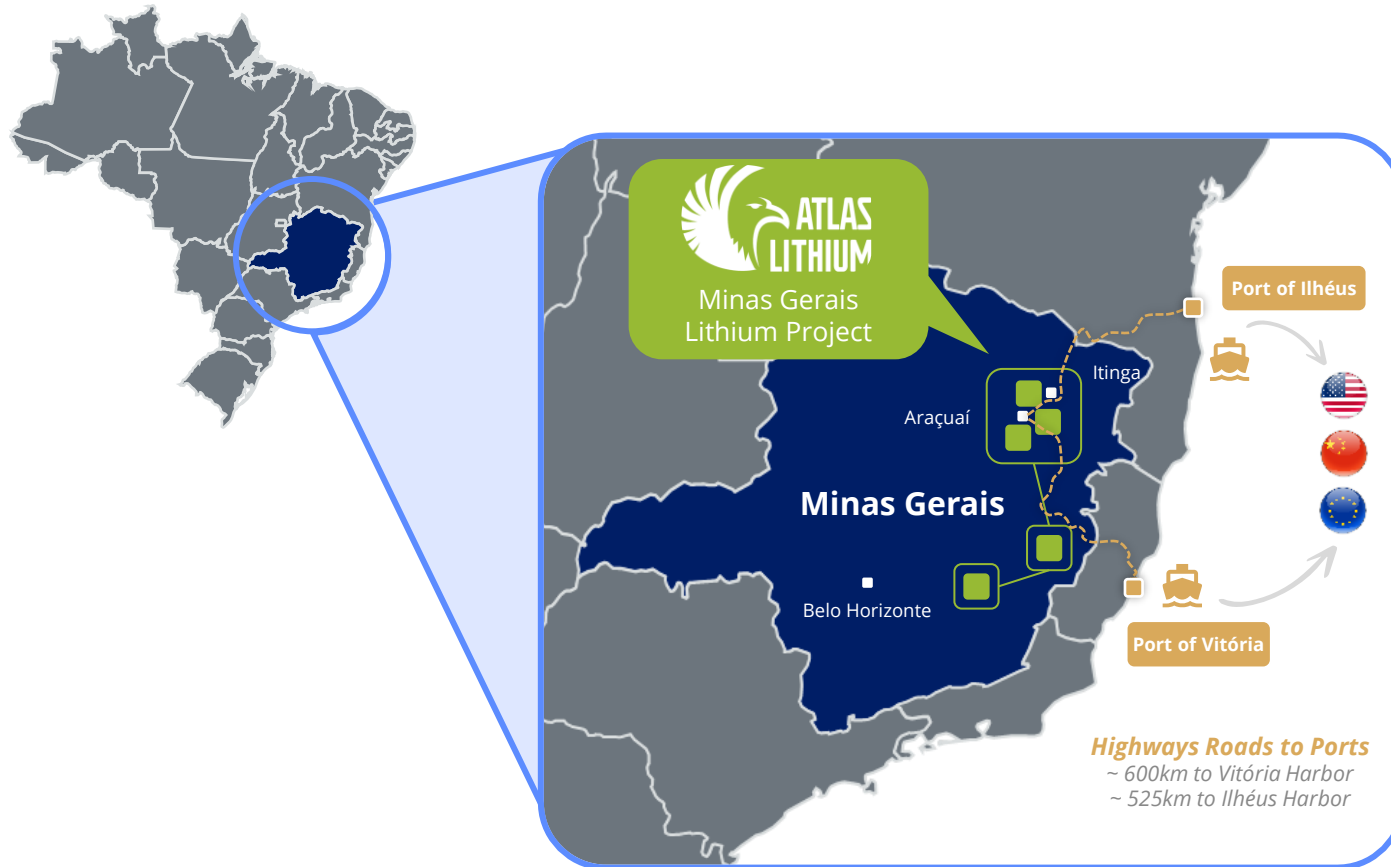 ATLAS
LITHIUM
Minas Gerais
Lithium Project
Port of Ilhéus
Itinga
Araçuaí
Minas Gerais
Belo Horizonte
Port of Vitória
Highways Roads to Ports
~ 600km to Vitória Harbor
~ 525km to Ilhéus Harbor